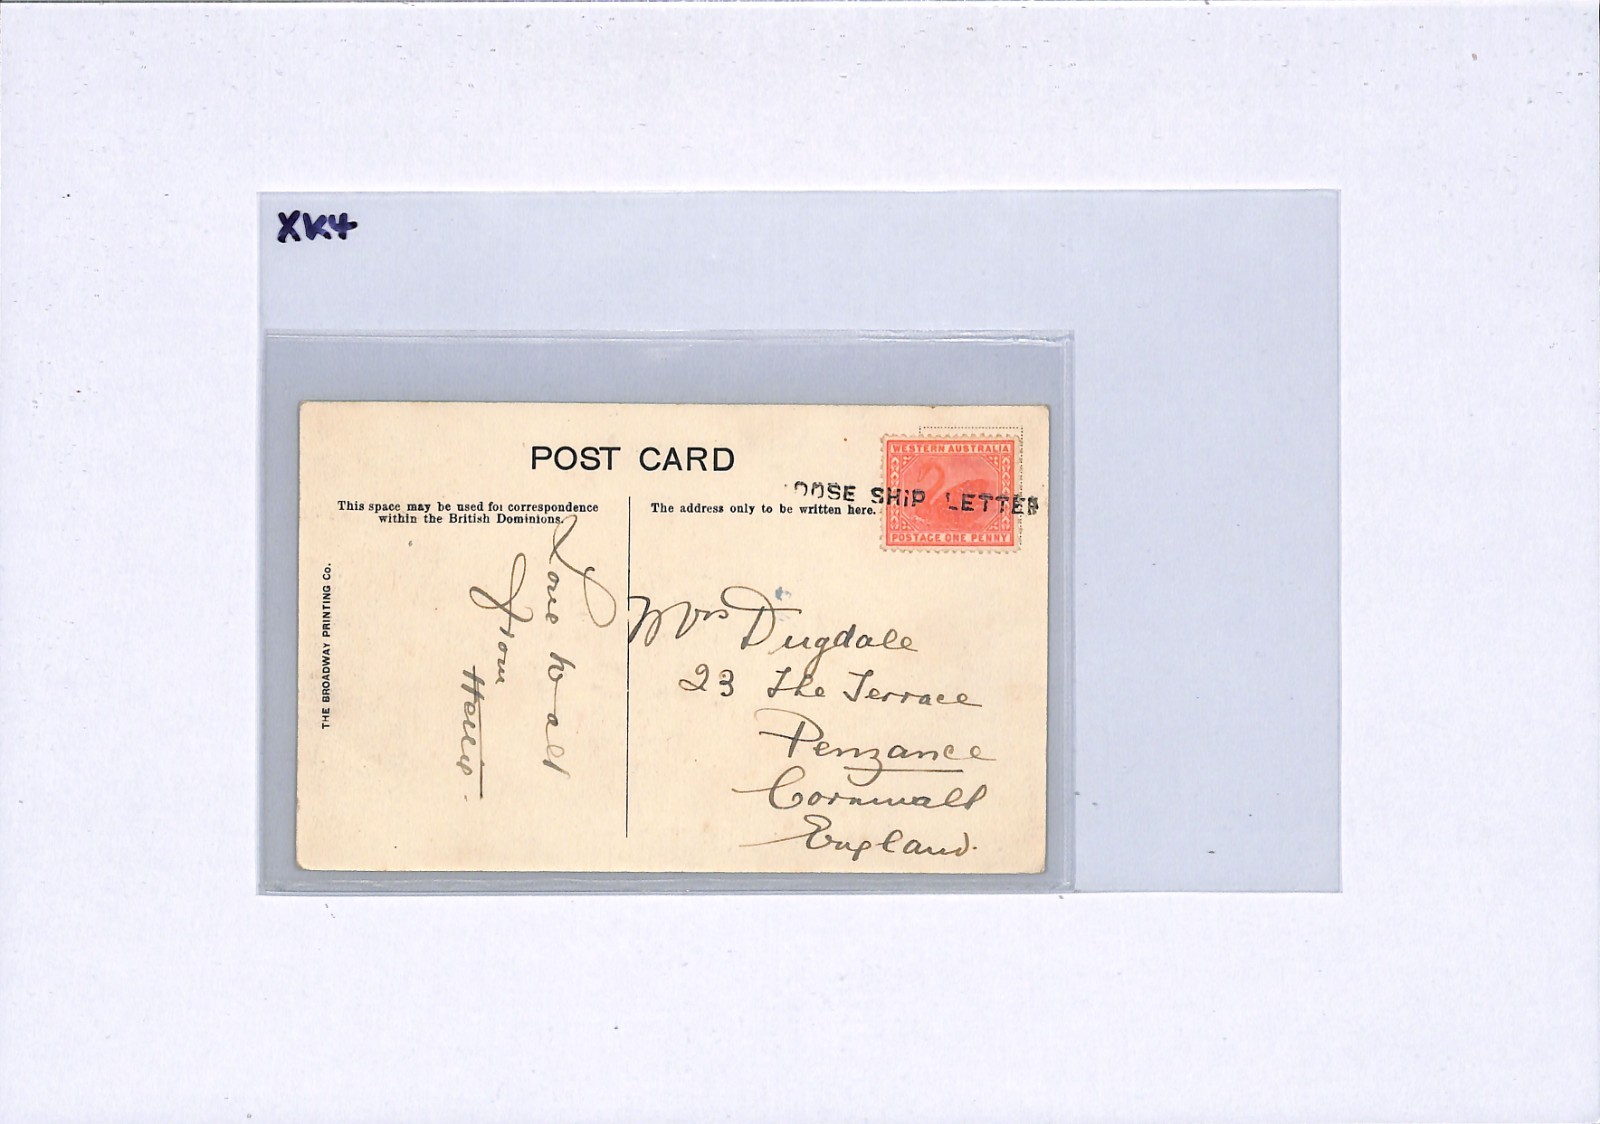 XK4
POST CARD
WESTERN AUSTRALIA
OOSE SHIP LETTER
POSTAGE ONE PENNY
This space may be used for correspondence
within the British Dominions.
The address only to be written here.
THE BROADWAY PRINTING Co.
Love to all
From
Mrs Dugdale
23 The Terrace
Penzance
Cornwall
England.